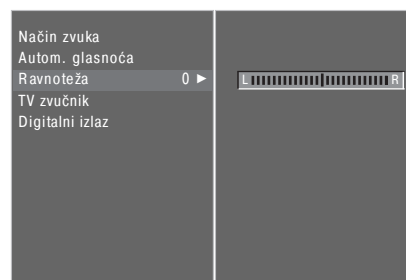 Način zvuka
Autom. glasnoća
Ravnoteža 0 ►
L R
TV zvučnik
Digitalni izlaz